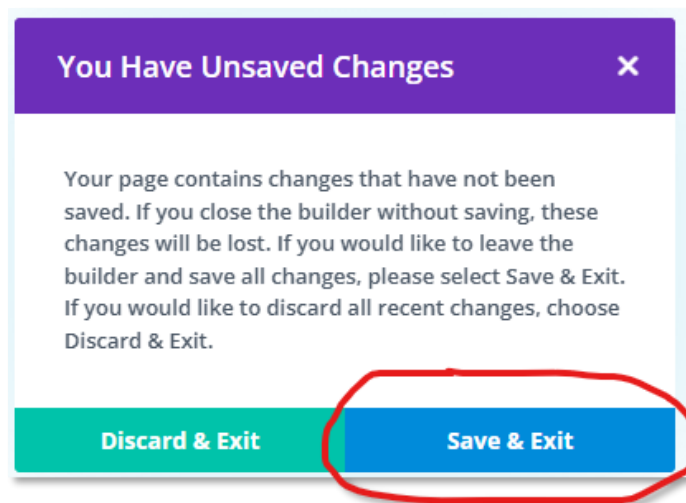 You Have Unsaved Changes
Your page contains changes that have not been
saved. If you close the builder without saving, these
changes will be lost. If you would like to leave the
builder and save all changes, please select Save & Exit.
If you would like to discard all recent changes, choose
Discard & Exit.
Discard & Exit
Save & Exit